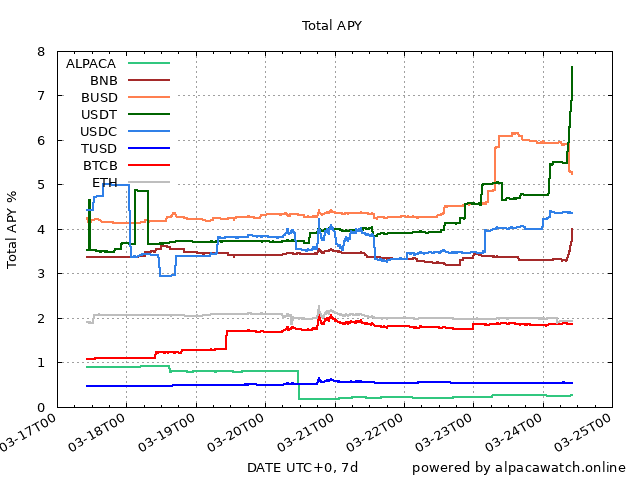 Total APY
Total APY %
8
7
6
5
4
3
2
1
0
ALPACA
BNB
BUSD
USDT
USDC
TUSD
BTCB
ETH
03-17T00
03-18T00
03-19T00
03-20T00
03-21T00
03-22T00
03-23T00
03-24T00
03-25T00
DATE UTC+0, 7d
powered by alpacawatch.online